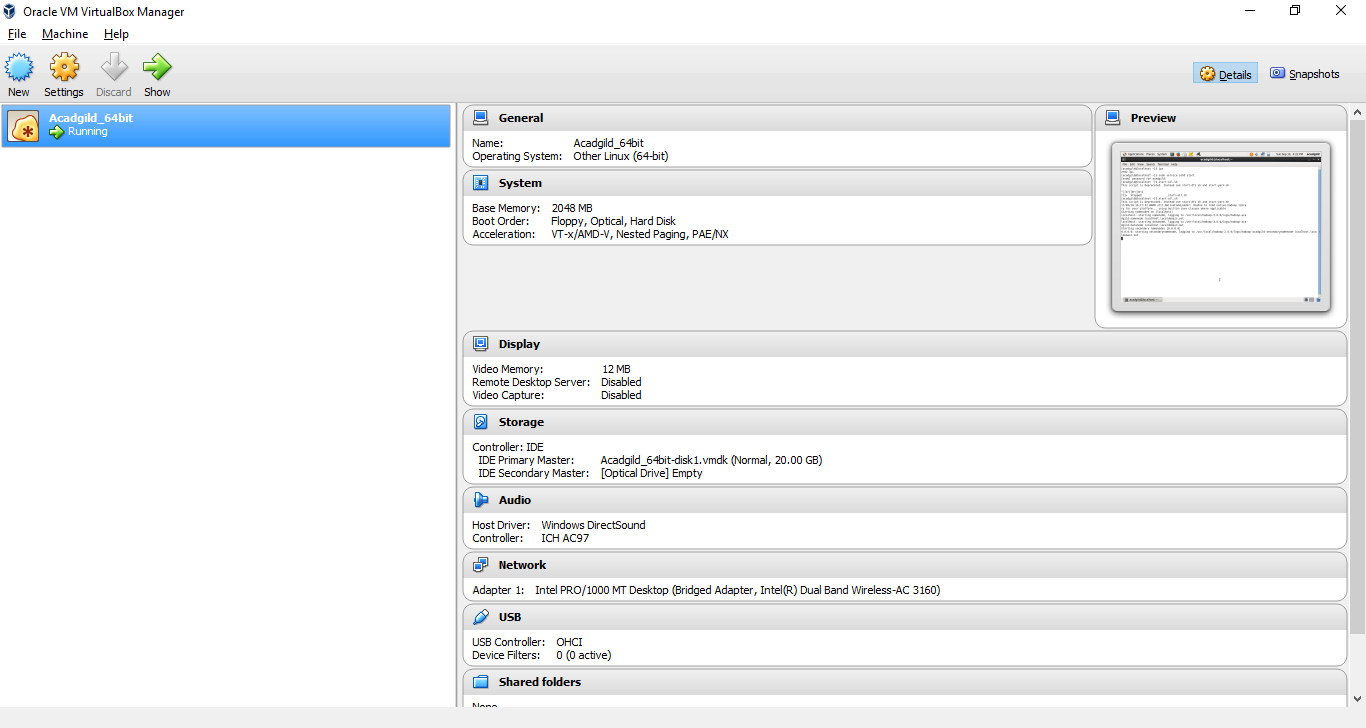 Oracle VM VirtualBox Manager
File Machine Help
New Settings Discard Show
Details Snapshots
Acadgild_64bit
Running
General
Name: Acadgild_64bit
Operating System: Other Linux (64-bit)
System
Base Memory: 2048 MB
Boot Order: Floppy, Optical, Hard Disk
Acceleration: VT-x/AMD-V, Nested Paging, PAE/NX
Preview
Display
Video Memory: 12 MB
Remote Desktop Server: Disabled
Video Capture: Disabled
Storage
Controller: IDE
IDE Primary Master: Acadgild_64bit-disk1.vmdk (Normal, 20.00 GB)
IDE Secondary Master: [Optical Drive] Empty
Audio
Host Driver: Windows DirectSound
Controller: ICH AC97
Network
Adapter 1: Intel PRO/1000 MT Desktop (Bridged Adapter, Intel(R) Dual Band Wireless-AC 3160)
USB
USB Controller: OHCI
Device Filters: 0 (0 active)
Shared folders
None